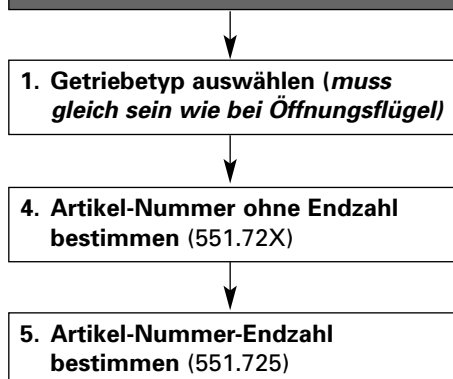 1. Getriebetyp auswählen (muss
gleich sein wie bei Öffnungsflügel)
4. Artikel-Nummer ohne Endzahl
bestimmen (551.72X)
5. Artikel-Nummer-Endzahl
bestimmen (551.725)